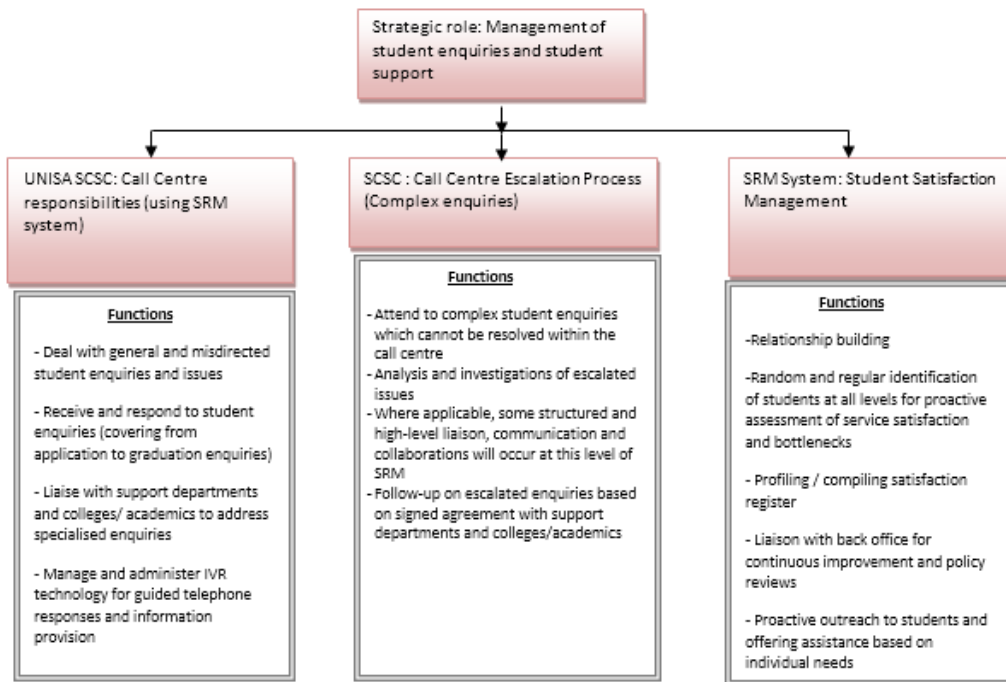 Strategic role: Management of
student enquiries and student
support
UNISA SCSC: Call Centre
responsibilities (using SRM
system)
Functions
- Deal with general and misdirected
student enquiries and issues
- Receive and respond to student
enquiries (covering from
application to graduation enquiries)
- Liaise with support departments
and colleges/ academics to address
specialised enquiries
- Manage and administer IVR
technology for guided telephone
responses and information
provision
SCSC : Call Centre Escalation Process
(Complex enquiries)
Functions
- Attend to complex student enquiries
which cannot be resolved within the
call centre
- Analysis and investigations of escalated
issues
- Where applicable, some structured and
high-level liaison, communication and
collaborations will occur at this level of
SRM
- Follow-up on escalated enquiries based
on signed agreement with support
departments and colleges/academics
SRM System: Student Satisfaction
Management
Functions
-Relationship building
-Random and regular identification
of students at all levels for proactive
assessment of service satisfaction
and bottlenecks
- Profiling / compiling satisfaction
register
- Liaison with back office for
continuous improvement and policy
reviews
- Proactive outreach to students and
offering assistance based on
individual needs